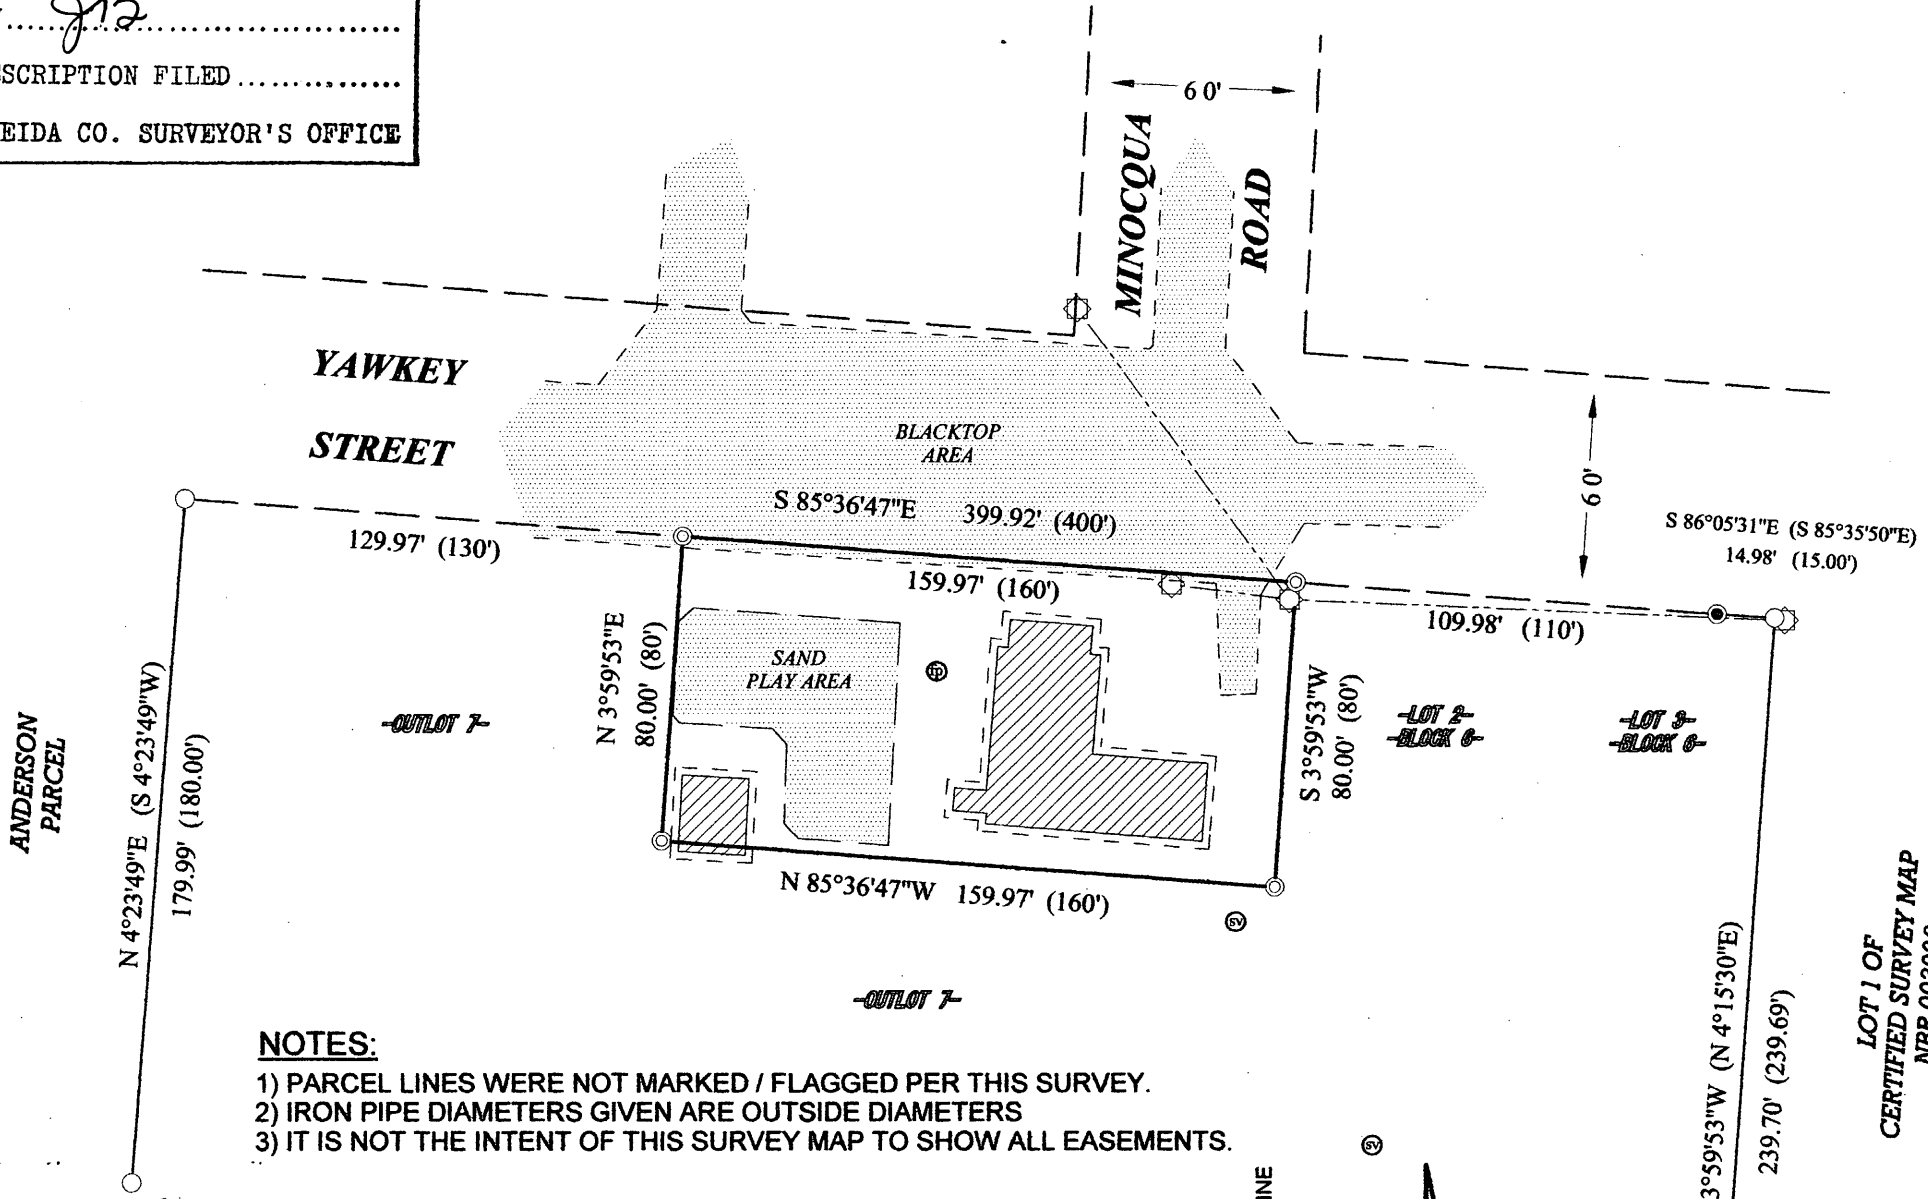 SCRIPTION FILED
EIDA CO. SURVEYOR'S OFFICE
60'
MINOCQUA
ROAD
YAWKEY
STREET
BLACKTOP
AREA
S 85°36'47"E 399.92' (400')
60'
S 86°05'31"E (S 85°35'50"E)
14.98' (15.00')
129.97' (130')
159.97' (160')
109.98' (110')
N 3°59'53"E
80.00' (80')
SAND
PLAY AREA
fp
S 3°59'53"W
80.00' (80')
-OUTLOT 7-
-LOT 2-
-BLOCK 6-
-LOT 3-
-BLOCK 6-
ANDERSON
PARCEL
N 4°23'49"E (S 4°23'49"W)
179.99' (180.00')
N 85°36'47"W 159.97' (160')
SV
-OUTLOT 7-
3°59'53"W (N 4°15'30"E)
239.70' (239.69')
LOT 1 OF
CERTIFIED SURVEY MAP
NOTES:
1) PARCEL LINES WERE NOT MARKED / FLAGGED PER THIS SURVEY.
2) IRON PIPE DIAMETERS GIVEN ARE OUTSIDE DIAMETERS
3) IT IS NOT THE INTENT OF THIS SURVEY MAP TO SHOW ALL EASEMENTS.
SV
INE